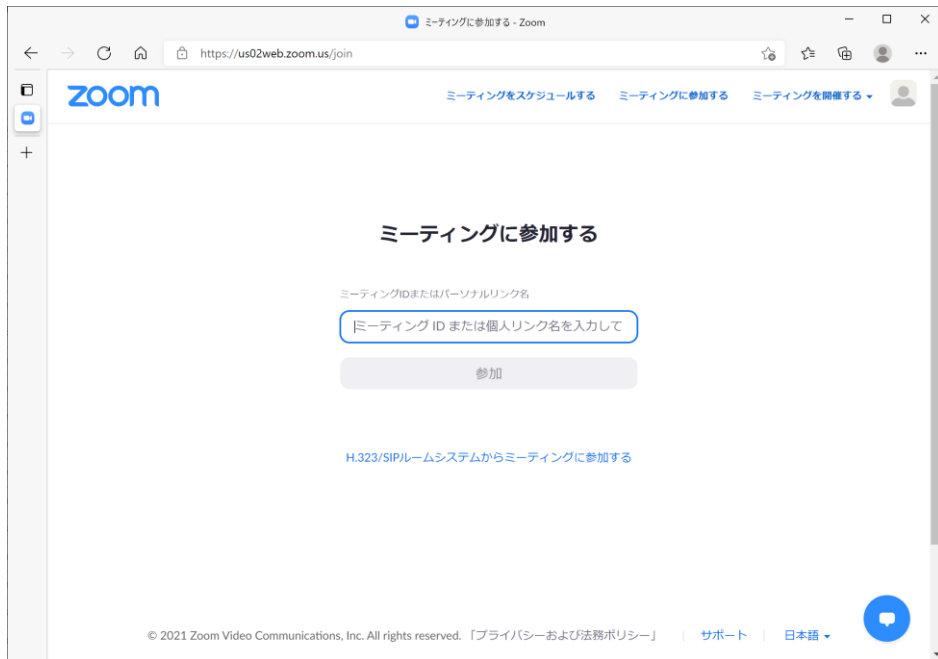 ミーティングに参加する - Zoom
https://us02web.zoom.us/join
zoom
ミーティングをスケジュールする ミーティングに参加する ミーティングを開催する
ミーティングに参加する
ミーティングIDまたはパーソナルリンク名
ミーティング ID または個人リンク名を入力して
参加
H.323/SIPルームシステムからミーティングに参加する
© 2021 Zoom Video Communications, Inc. All rights reserved. 「プライバシーおよび法務ポリシー」 | サポート | 日本語